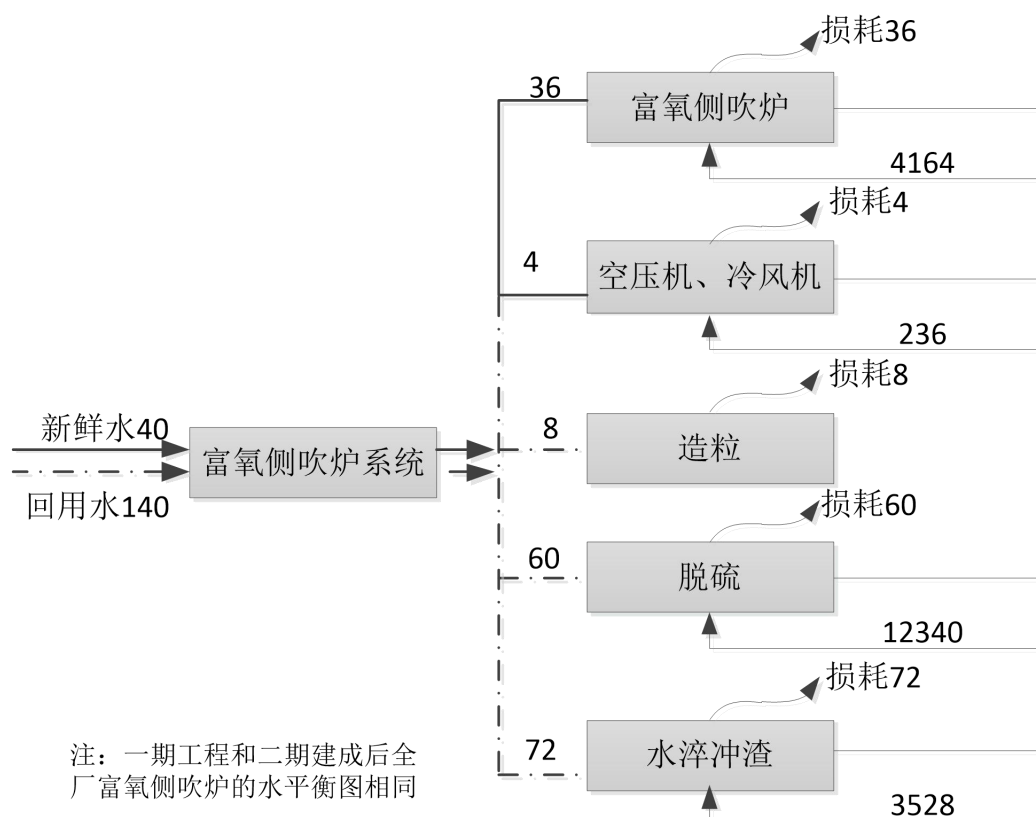 损耗36
36
富氧侧吹炉
4164
损耗4
4
空压机、冷风机
236
损耗8
新鲜水40
8
造粒
富氧侧吹炉系统
回用水140
损耗60
60
脱硫
12340
损耗72
72
水淬冲渣
注：一期工程和二期建成后全
厂富氧侧吹炉的水平衡图相同
3528